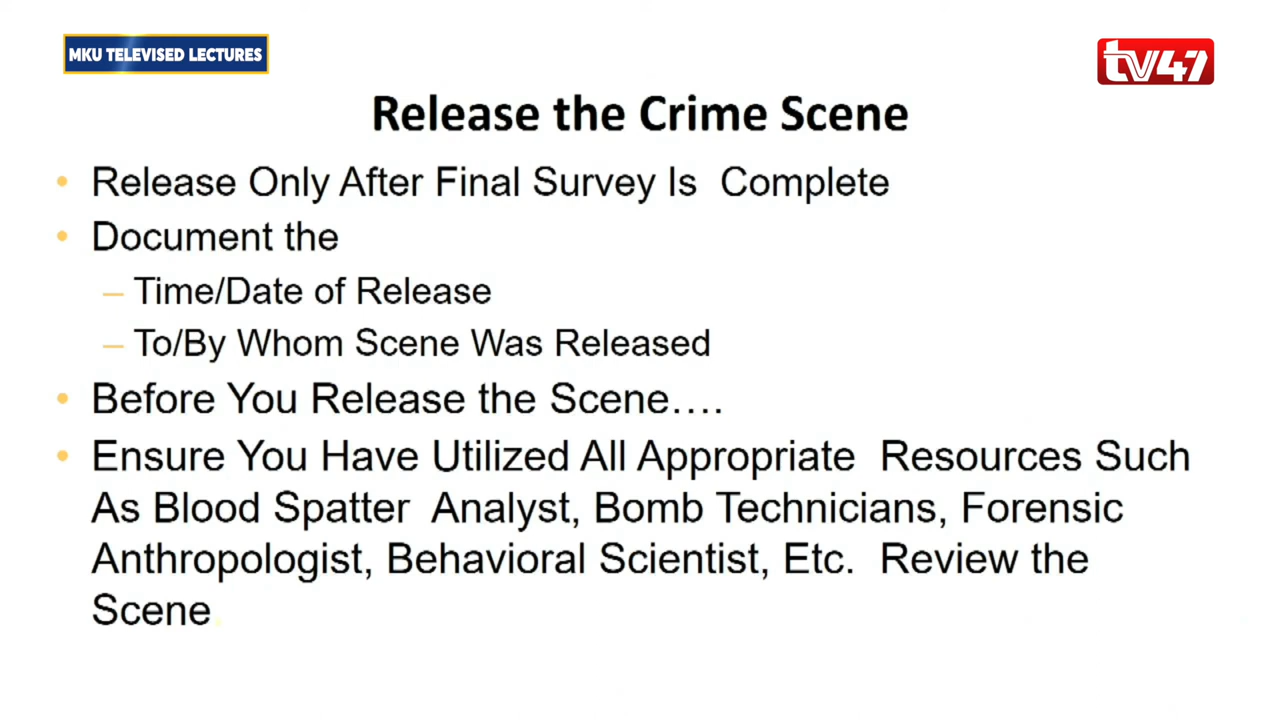 MKU TELEVISED LECTURES
tv47
Release the Crime Scene
• Release Only After Final Survey Is Complete
• Document the
– Time/Date of Release
– To/By Whom Scene Was Released
• Before You Release the Scene….
• Ensure You Have Utilized All Appropriate Resources Such
As Blood Spatter Analyst, Bomb Technicians, Forensic
Anthropologist, Behavioral Scientist, Etc. Review the
Scene.